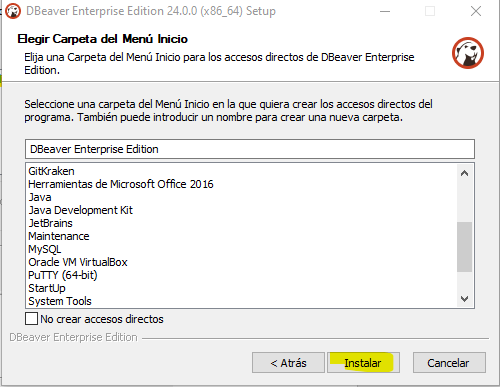 DBeaver Enterprise Edition 24.0.0 (x86_64) Setup
Elegir Carpeta del Menú Inicio
Elija una Carpeta del Menú Inicio para los accesos directos de DBeaver Enterprise
Edition.
Seleccione una carpeta del Menú Inicio en la que quiera crear los accesos directos del
programa. También puede introducir un nombre para crear una nueva carpeta.
DBeaver Enterprise Edition
GitKraken
Herramientas de Microsoft Office 2016
Java
Java Development Kit
JetBrains
Maintenance
MySQL
Oracle VM VirtualBox
PuTTY (64-bit)
StartUp
System Tools
No crear accesos directos
DBeaver Enterprise Edition
< Atrás Instalar Cancelar